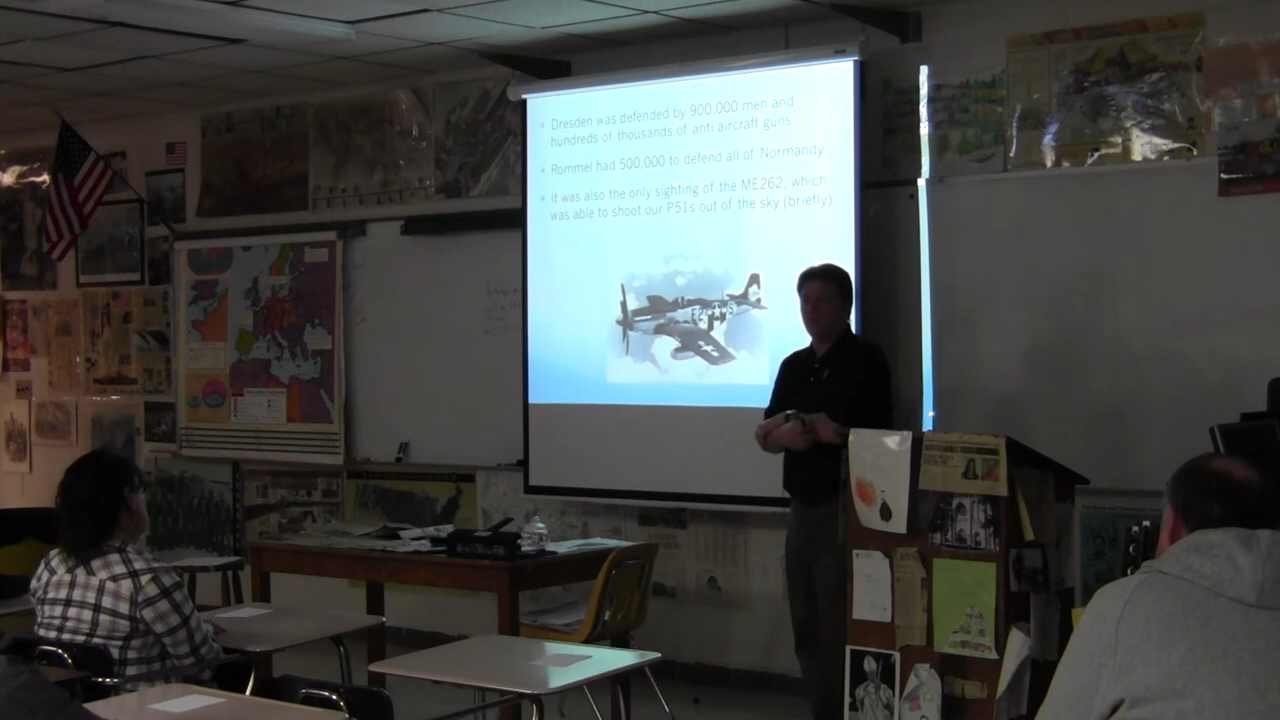 Dresden was defended by 900,000 men and
hundreds of thousands of anti-aircraft guns
Rommel had 500,000 to defend all of Normandy
It was also the only sighting of the ME262, which
was able to shoot our P51s out of the sky (briefly)